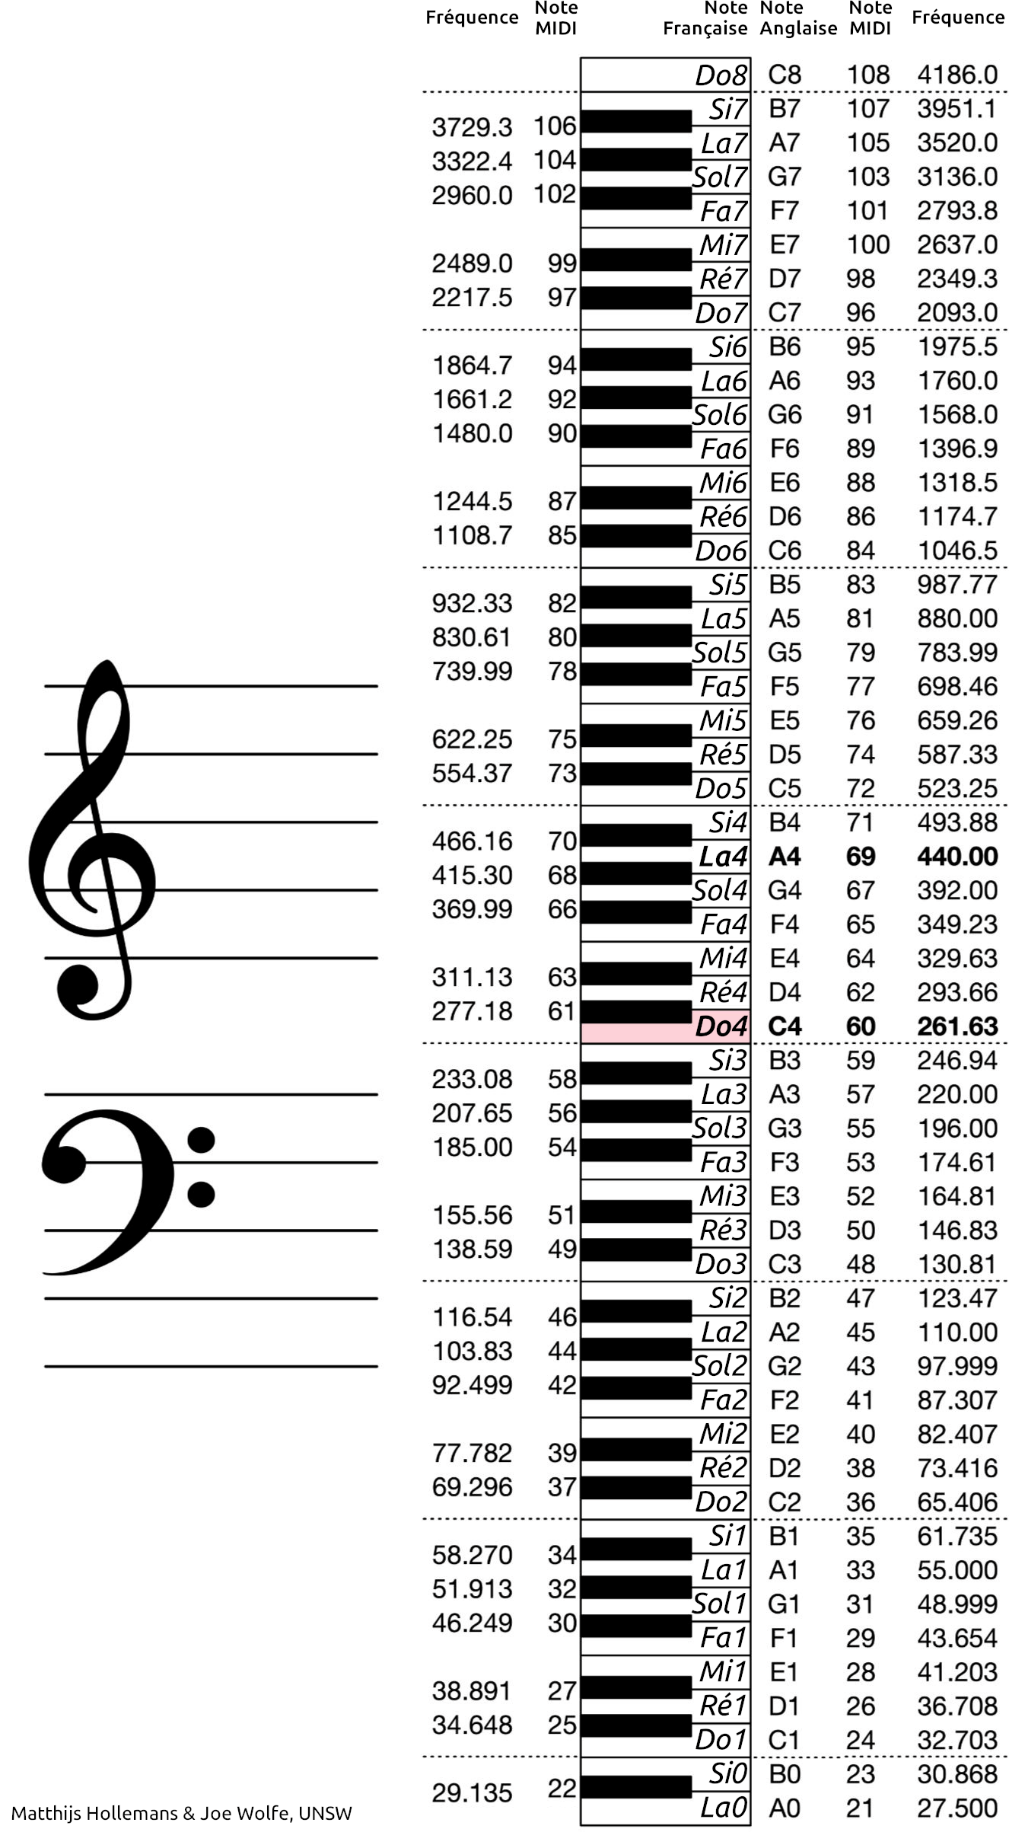 Fréquence Note MIDI Note Française Note Anglaise Note MIDI Fréquence
Do8 C8 108 4186.0
Si7 B7 107 3951.1
3729.3 106
La7 A7 105 3520.0
3322.4 104
Sol7 G7 103 3136.0
2960.0 102
Fa7 F7 101 2793.8
Mi7 E7 100 2637.0
2489.0 99
Ré7 D7 98 2349.3
2217.5 97
Do7 C7 96 2093.0
Si6 B6 95 1975.5
1864.7 94
La6 A6 93 1760.0
1661.2 92
Sol6 G6 91 1568.0
1480.0 90
Fa6 F6 89 1396.9
Mi6 E6 88 1318.5
1244.5 87
Ré6 D6 86 1174.7
1108.7 85
Do6 C6 84 1046.5
Si5 B5 83 987.77
932.33 82
La5 A5 81 880.00
830.61 80
Sol5 G5 79 783.99
739.99 78
Fa5 F5 77 698.46
Mi5 E5 76 659.26
622.25 75
Ré5 D5 74 587.33
554.37 73
Do5 C5 72 523.25
Si4 B4 71 493.88
466.16 70
La4 A4 69 440.00
415.30 68
Sol4 G4 67 392.00
369.99 66
Fa4 F4 65 349.23
Mi4 E4 64 329.63
311.13 63
Ré4 D4 62 293.66
277.18 61
Do4 C4 60 261.63
Si3 B3 59 246.94
233.08 58
La3 A3 57 220.00
207.65 56
Sol3 G3 55 196.00
185.00 54
Fa3 F3 53 174.61
Mi3 E3 52 164.81
155.56 51
Ré3 D3 50 146.83
138.59 49
Do3 C3 48 130.81
Si2 B2 47 123.47
116.54 46
La2 A2 45 110.00
103.83 44
Sol2 G2 43 97.999
92.499 42
Fa2 F2 41 87.307
Mi2 E2 40 82.407
77.782 39
Ré2 D2 38 73.416
69.296 37
Do2 C2 36 65.406
Si1 B1 35 61.735
58.270 34
La1 A1 33 55.000
51.913 32
Sol1 G1 31 48.999
46.249 30
Fa1 F1 29 43.654
Mi1 E1 28 41.203
38.891 27
Ré1 D1 26 36.708
34.648 25
Do1 C1 24 32.703
Si0 B0 23 30.868
29.135 22
La0 A0 21 27.500
Matthijs Hollemans & Joe Wolfe, UNSW